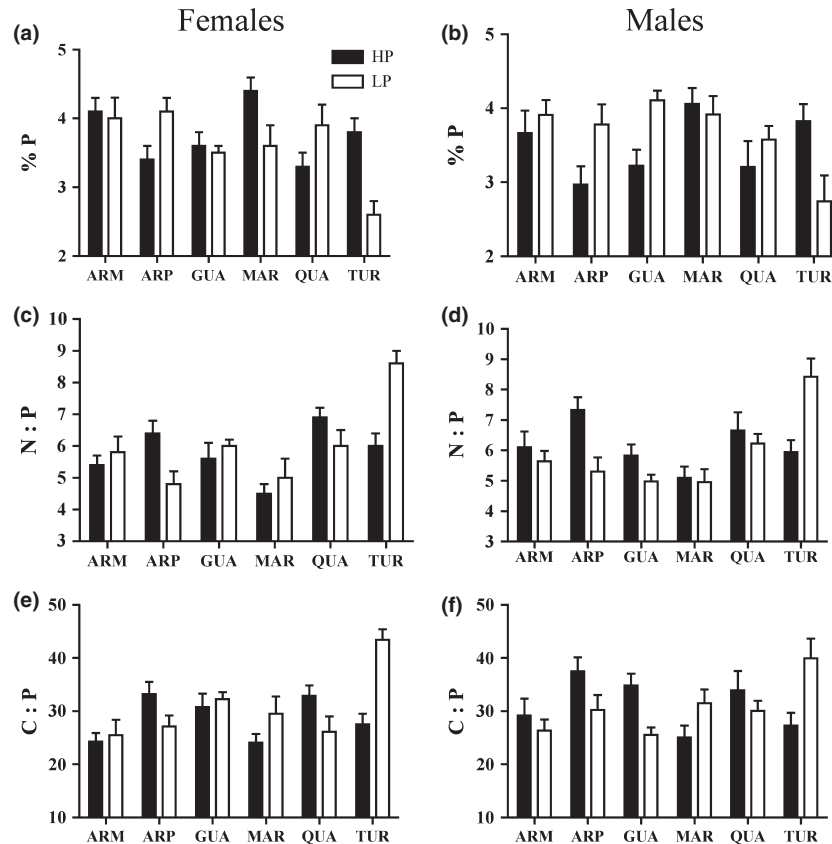 Females
Males
(a)
5
4
3
2
% P
HP
LP
ARM ARP GUA MAR QUA TUR
(b)
5
4
3
2
% P
ARM ARP GUA MAR QUA TUR
(c)
10
9
8
7
6
5
4
3
N : P
ARM ARP GUA MAR QUA TUR
(d)
10
9
8
7
6
5
4
3
N : P
ARM ARP GUA MAR QUA TUR
(e)
50
40
30
20
10
C : P
ARM ARP GUA MAR QUA TUR
(f)
50
40
30
20
10
C : P
ARM ARP GUA MAR QUA TUR